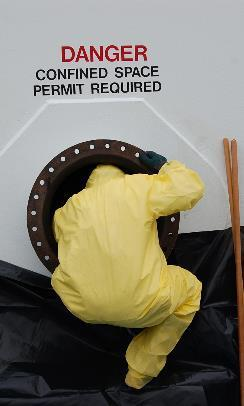 DANGER
CONFINED SPACE
PERMIT REQUIRED